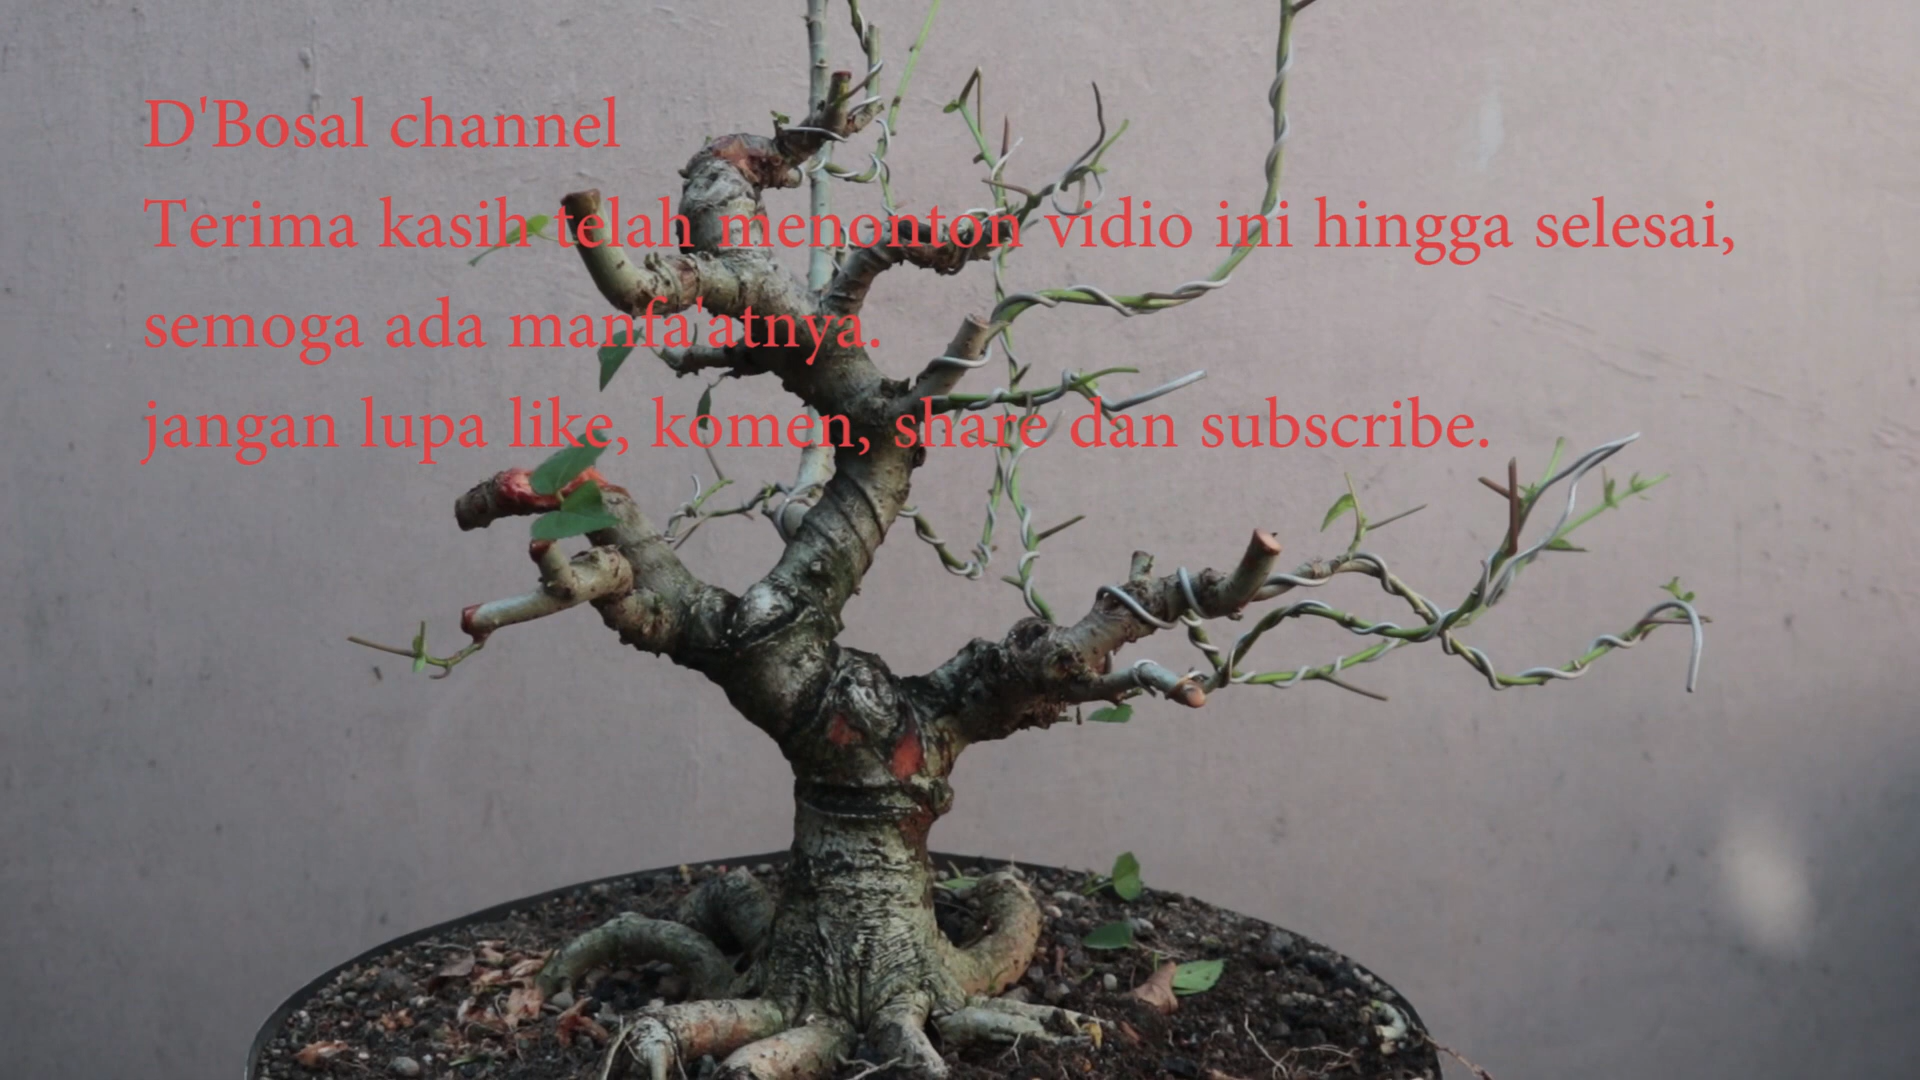 D'Bosal channel
Terima kasih telah menonton vidio ini hingga selesai,
semoga ada manfa'atnya.
jangan lupa like, komen, share dan subscribe.